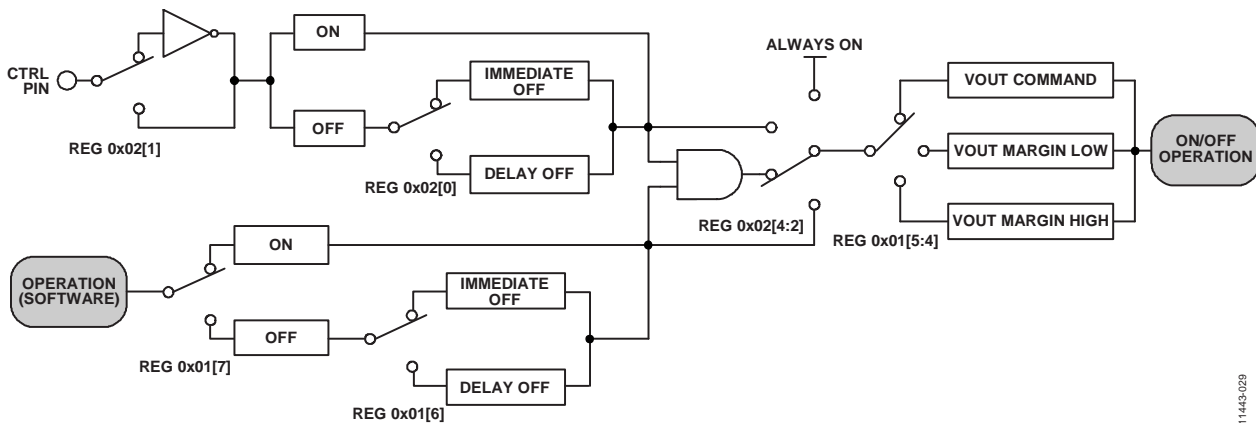 CTRL
PIN
REG 0x02[1]
ON
OFF
IMMEDIATE
OFF
DELAY OFF
REG 0x02[0]
ALWAYS ON
REG 0x02[4:2]
VOUT COMMAND
VOUT MARGIN LOW
VOUT MARGIN HIGH
REG 0x01[5:4]
ON/OFF
OPERATION
OPERATION
(SOFTWARE)
ON
OFF
REG 0x01[7]
IMMEDIATE
OFF
DELAY OFF
REG 0x01[6]
11443-029